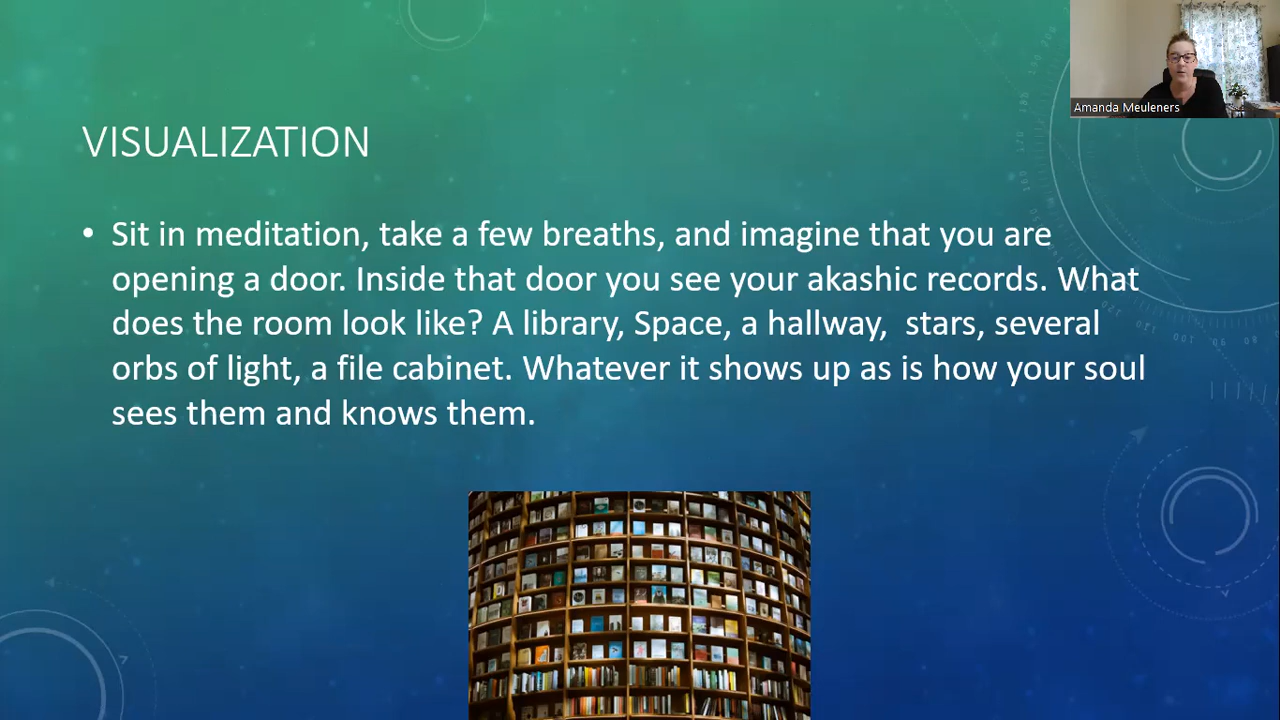 Amanda Meuleners
VISUALIZATION
• Sit in meditation, take a few breaths, and imagine that you are
opening a door. Inside that door you see your akashic records. What
does the room look like? A library, Space, a hallway,  stars, several
orbs of light, a file cabinet. Whatever it shows up as is how your soul
sees them and knows them.